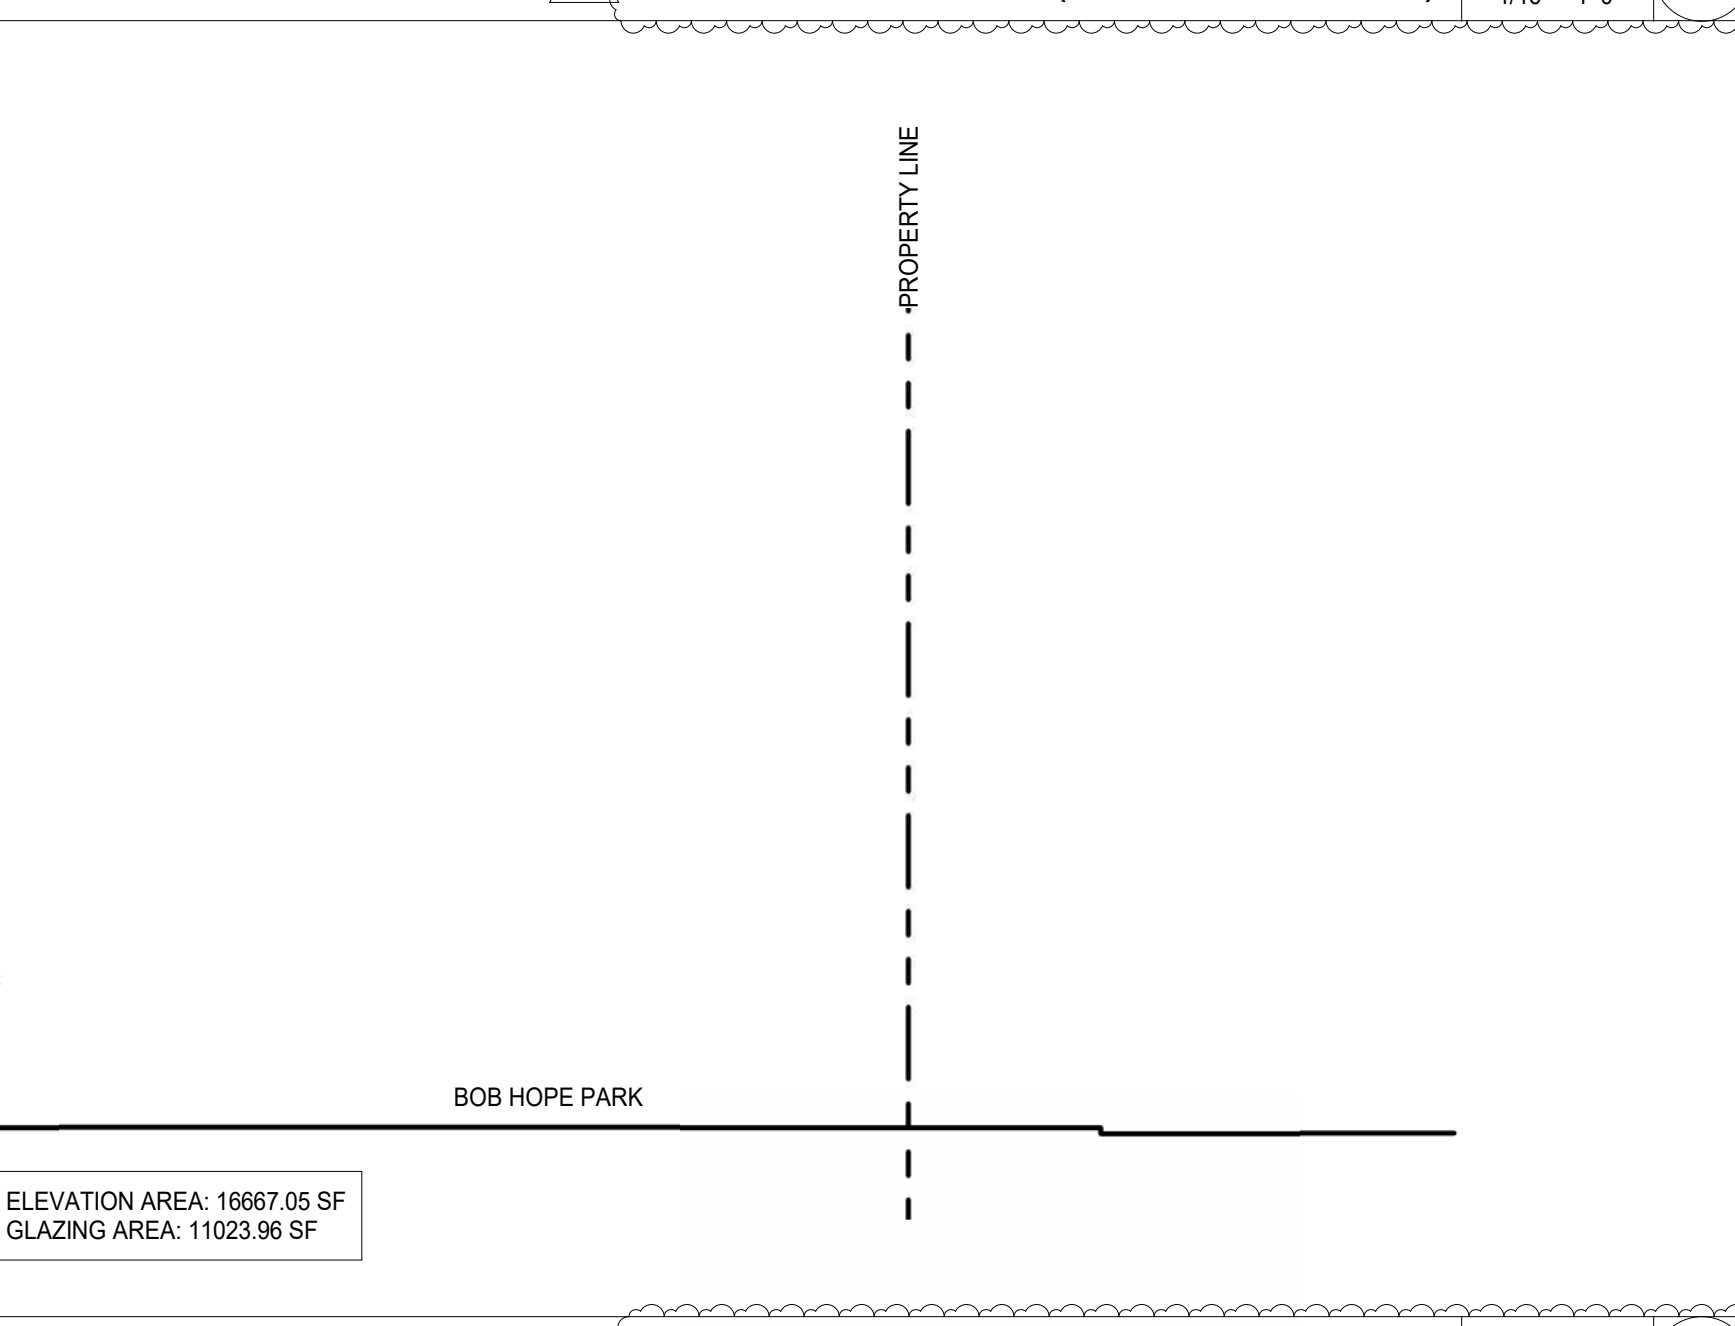 PROPERTY LINE
BOB HOPE PARK
ELEVATION AREA: 16667.05 SF
GLAZING AREA: 11023.96 SF